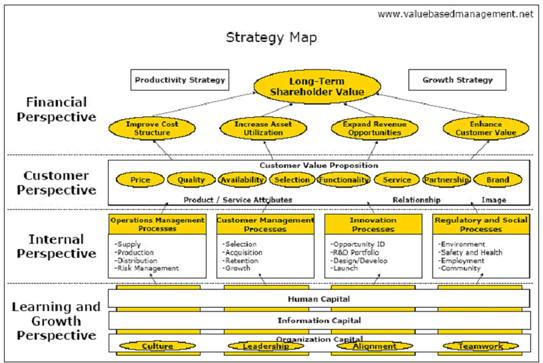 www.valuebasedmanagement.net
Strategy Map
Productivity Strategy
Long-Term
Shareholder Value
Growth Strategy
Financial
Perspective
Improve Cost
Structure
Increase Asset
Utilization
Expand Revenue
Opportunities
Enhance
Customer Value
Customer
Perspective
Customer Value Proposition
Price
Quality
Availability
Selection
Functionality
Service
Partnership
Brand
Product / Service Attributes
Relationship
Image
Internal
Perspective
Operations Management
Processes
-Supply
-Production
-Distribution
-Risk Management
Customer Management
Processes
-Selection
-Acquisition
-Retention
-Growth
Innovation
Processes
-Opportunity ID
-R&D Portfolio
-Design/Develop
-Launch
Regulatory and Social
Processes
-Environment
-Safety and Health
-Employment
-Community
Learning and
Growth
Perspective
Human Capital
Information Capital
Organization Capital
Culture
Leadership
Alignment
Teamwork